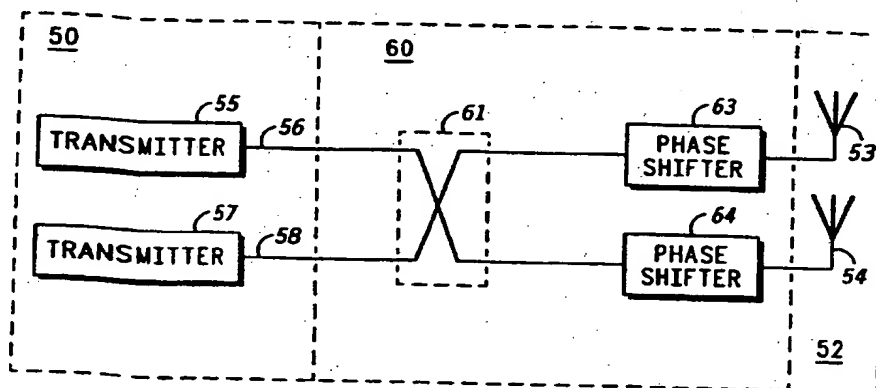 50
60
55
TRANSMITTER
56
61
63
PHASE
SHIFTER
53
57
TRANSMITTER
58
64
PHASE
SHIFTER
54
52